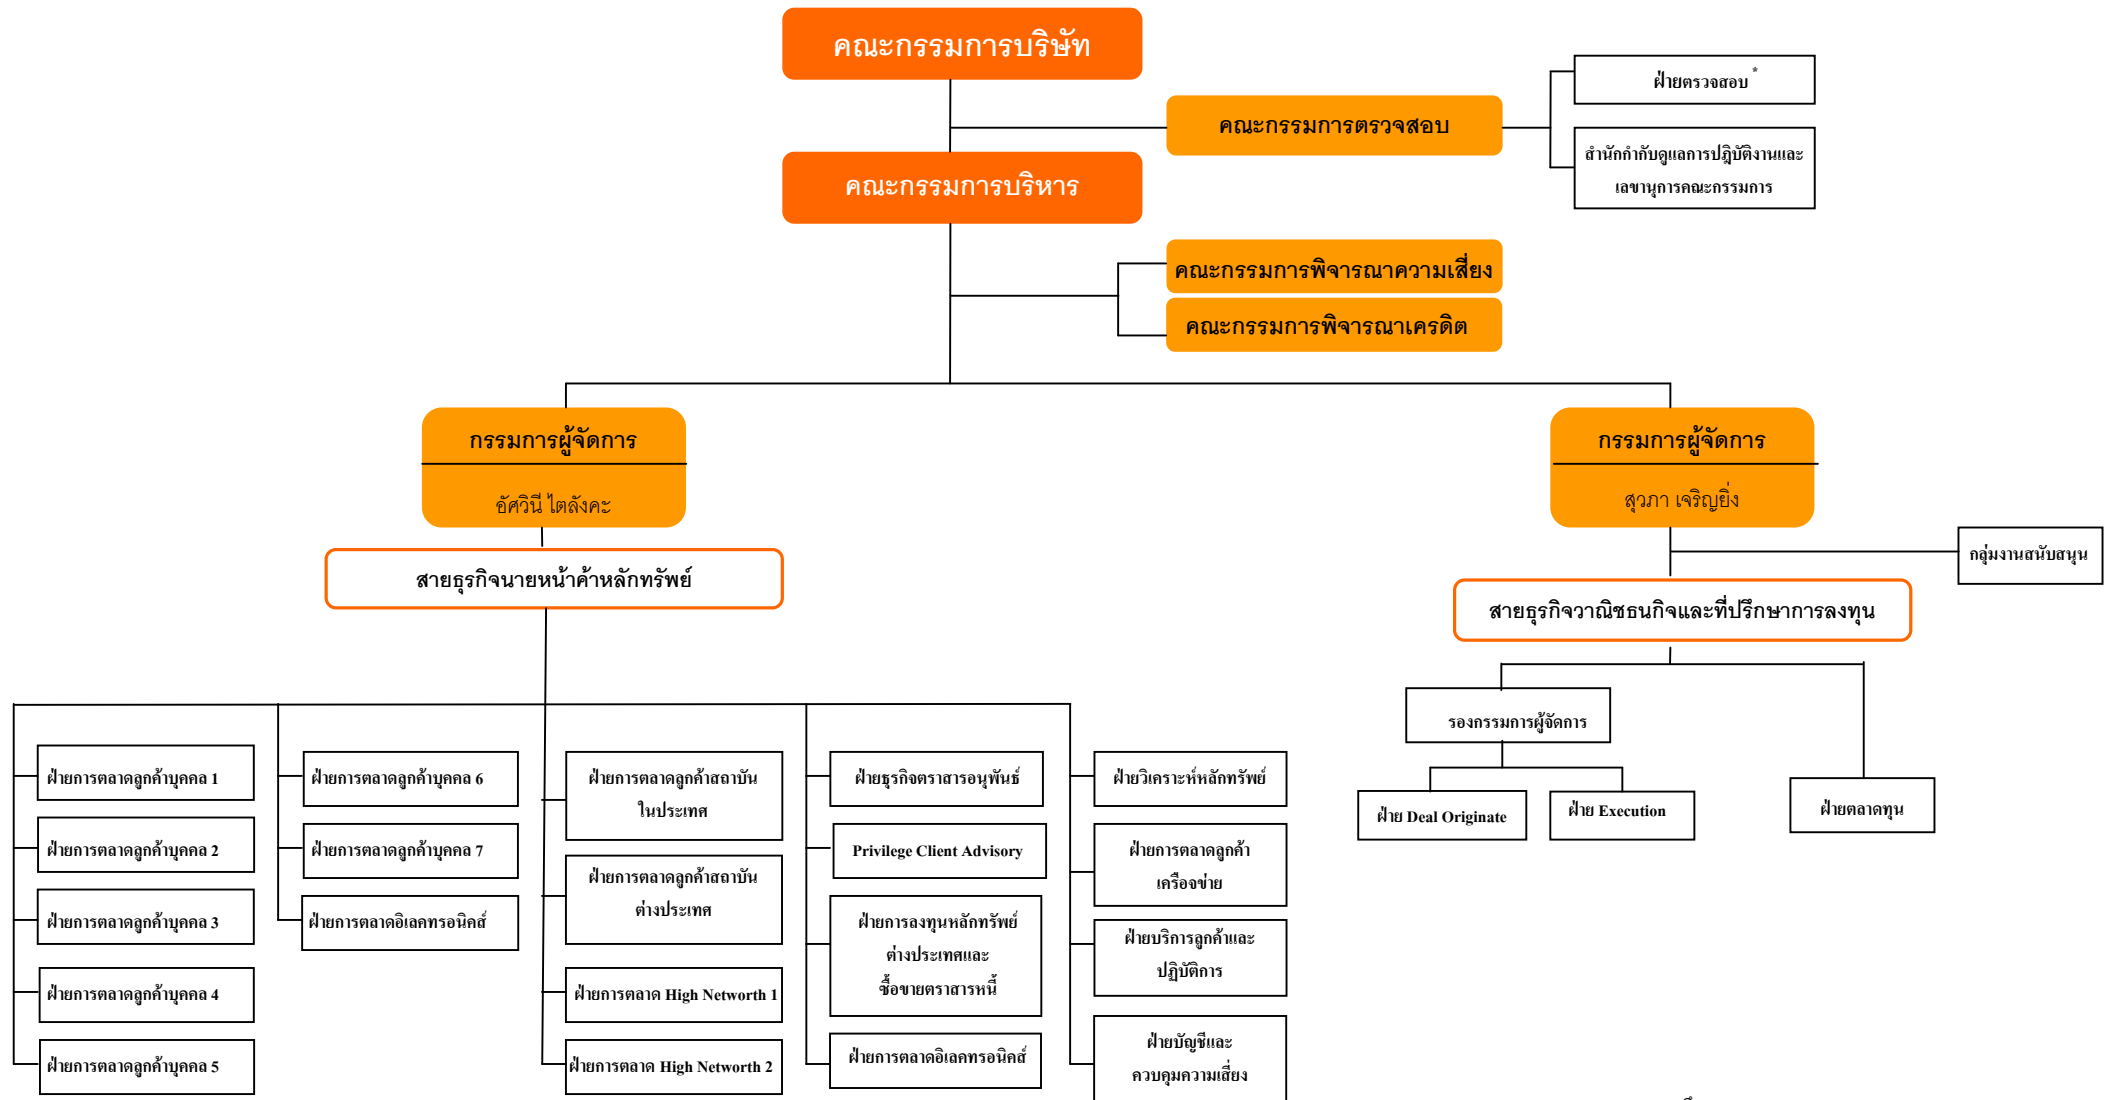 คณะกรรมการบริษัท
ฝ่ายตรวจสอบ *
คณะกรรมการตรวจสอบ
สำนักกำกับดูแลการปฎิบัติงานและ
เลขานุการคณะกรรมการ
คณะกรรมการบริหาร
คณะกรรมการพิจารณาความเสี่ยง
คณะกรรมการพิจารณาเครดิต
กรรมการผู้จัดการ
อัศวินี ไตลังคะ
กรรมการผู้จัดการ
สุวภา เจริญยิ่ง
กลุ่มงานสนับสนุน
สายธุรกิจนายหน้าค้าหลักทรัพย์
สายธุรกิจวาณิชธนกิจและที่ปรึกษาการลงทุน
รองกรรมการผู้จัดการ
ฝ่าย Deal Originate
ฝ่าย Execution
ฝ่ายตลาดทุน
ฝ่ายการตลาดลูกค้าบุคคล 1
ฝ่ายการตลาดลูกค้าบุคคล 2
ฝ่ายการตลาดลูกค้าบุคคล 3
ฝ่ายการตลาดลูกค้าบุคคล 4
ฝ่ายการตลาดลูกค้าบุคคล 5
ฝ่ายการตลาดลูกค้าบุคคล 6
ฝ่ายการตลาดลูกค้าบุคคล 7
ฝ่ายการตลาดอิเลคทรอนิคส์
ฝ่ายการตลาดลูกค้าสถาบัน
ในประเทศ
ฝ่ายการตลาดลูกค้าสถาบัน
ต่างประเทศ
ฝ่ายการตลาด High Networth 1
ฝ่ายการตลาด High Networth 2
ฝ่ายธุรกิจตราสารอนุพันธ์
Privilege Client Advisory
ฝ่ายการลงทุนหลักทรัพย์
ต่างประเทศและ
ซื้อขายตราสารหนี้
ฝ่ายการตลาดอิเลคทรอนิคส์
ฝ่ายวิเคราะห์หลักทรัพย์
ฝ่ายการตลาดลูกค้า
เครือจข่าย
ฝ่ายบริการลูกค้าและ
ปฏิบัติการ
ฝ่ายบัญชีและ
ควบคุมความเสี่ยง